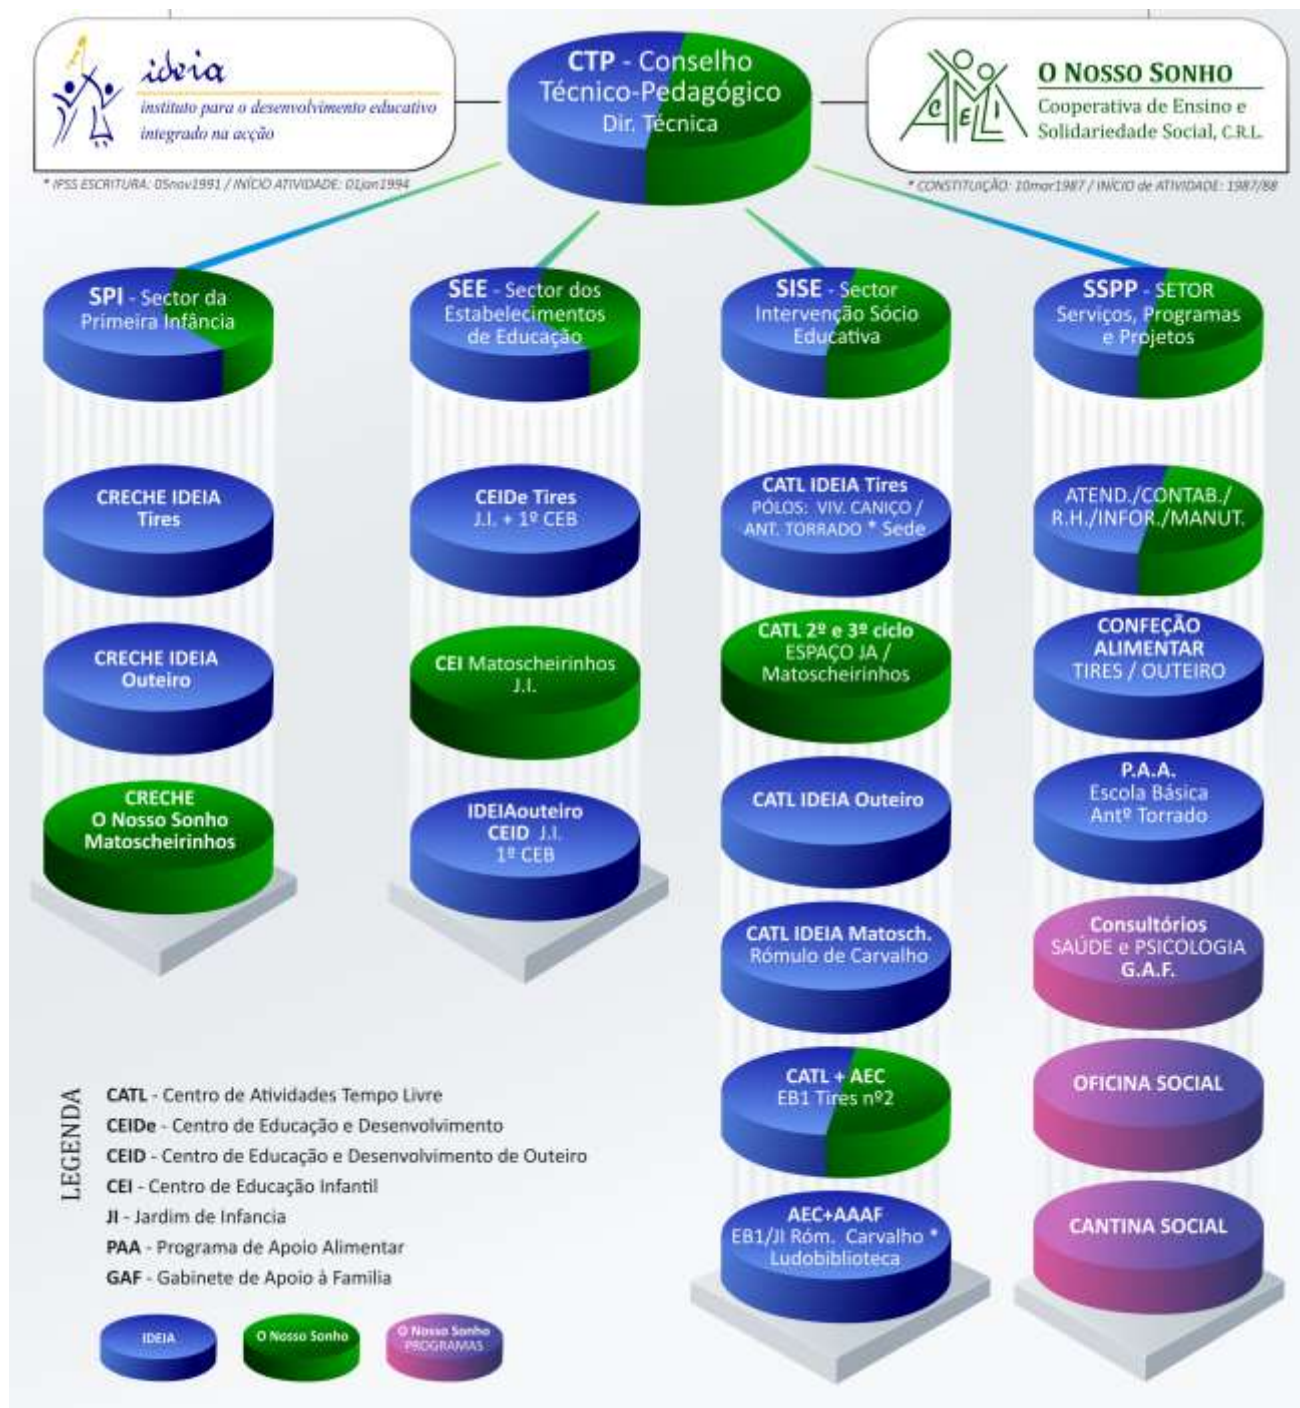 ideia
instituto para o desenvolvimento educativo
integrado na acção
* IPSS ESCRITURA: 05nov1991 / INÍCIO ATIVIDADE: 01jan1994
CTP - Conselho
Técnico-Pedagógico
Dir. Técnica
CELI
O NOSSO SONHO
Cooperativa de Ensino e
Solidariedade Social, C.R.L.
* CONSTITUIÇÃO: 10mar1987 / INÍCIO de ATIVIDADE: 1987/88
SPI - Sector da
Primeira Infância
CRECHE IDEIA
Tires
CRECHE IDEIA
Outeiro
CRECHE
O Nosso Sonho
Matoscheirinhos
SEE - Sector dos
Estabelecimentos
de Educação
CEIDe Tires
J.I. + 1º CEB
CEI Matoscheirinhos
J.I.
IDEIAouteiro
CEID J.I.
1º CEB
SISE - Sector
Intervenção Sócio
Educativa
CATL IDEIA Tires
PÓLOS: VIV. CANIÇO /
ANT. TORRADO * Sede
CATL 2º e 3º ciclo
ESPAÇO JA /
Matoscheirinhos
CATL IDEIA Outeiro
CATL IDEIA Matosch.
Rómulo de Carvalho
CATL + AEC
EB1 Tires nº2
AEC+AAAF
EB1/JI Róm. Carvalho *
Ludobiblioteca
SSPP - SETOR
Serviços, Programas
e Projetos
ATEND./CONTAB./
R.H./INFOR./MANUT.
CONFEÇÃO
ALIMENTAR
TIRES / OUTEIRO
P.A.A.
Escola Básica
Antº Torrado
Consultórios
SAÚDE e PSICOLOGIA
G.A.F.
OFICINA SOCIAL
CANTINA SOCIAL
LEGENDA
CATL - Centro de Atividades Tempo Livre
CEIDe - Centro de Educação e Desenvolvimento
CEID - Centro de Educação e Desenvolvimento de Outeiro
CEI - Centro de Educação Infantil
JI - Jardim de Infancia
PAA - Programa de Apoio Alimentar
GAF - Gabinete de Apoio à Familia
IDEIA
O Nosso Sonho
O Nosso Sonho
PROGRAMAS